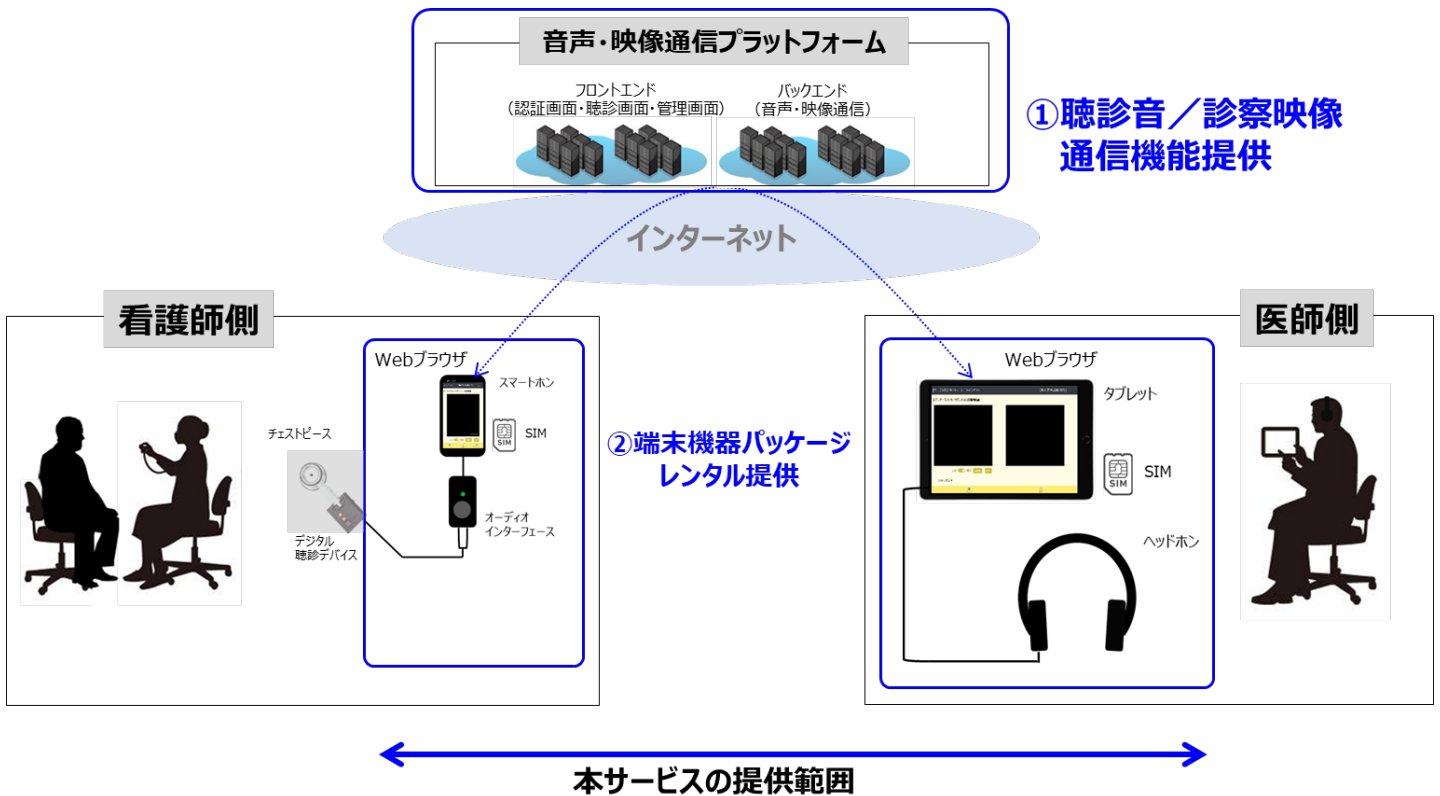 音声・映像通信プラットフォーム
フロントエンド
（認証画面・聴診画面・管理画面）
バックエンド
（音声・映像通信）
①聴診音／診察映像
通信機能提供
インターネット
看護師側
Webブラウザ
スマートホン
SIM
SIM
チェストピース
デジタル
聴診デバイス
オーディオ
インターフェース
②端末機器パッケージ
レンタル提供
医師側
Webブラウザ
タブレット
SIM
SIM
ヘッドホン
本サービスの提供範囲